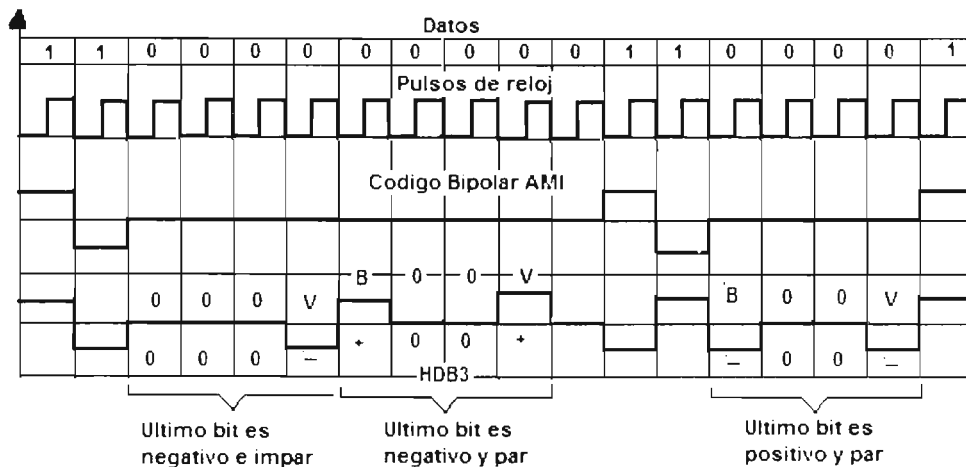 Datos
1 1 0 0 0 0 0 0 0 0 0 1 1 0 0 0 0 1
Pulsos de reloj
Codigo Bipolar AMI
B 0 0 V
0 0 0 V B 0 0 V
0 0 0 – + 0 0 + – 0 0 –
HDB3
Ultimo bit es
negativo e impar
Ultimo bit es
negativo y par
Ultimo bit es
positivo y par